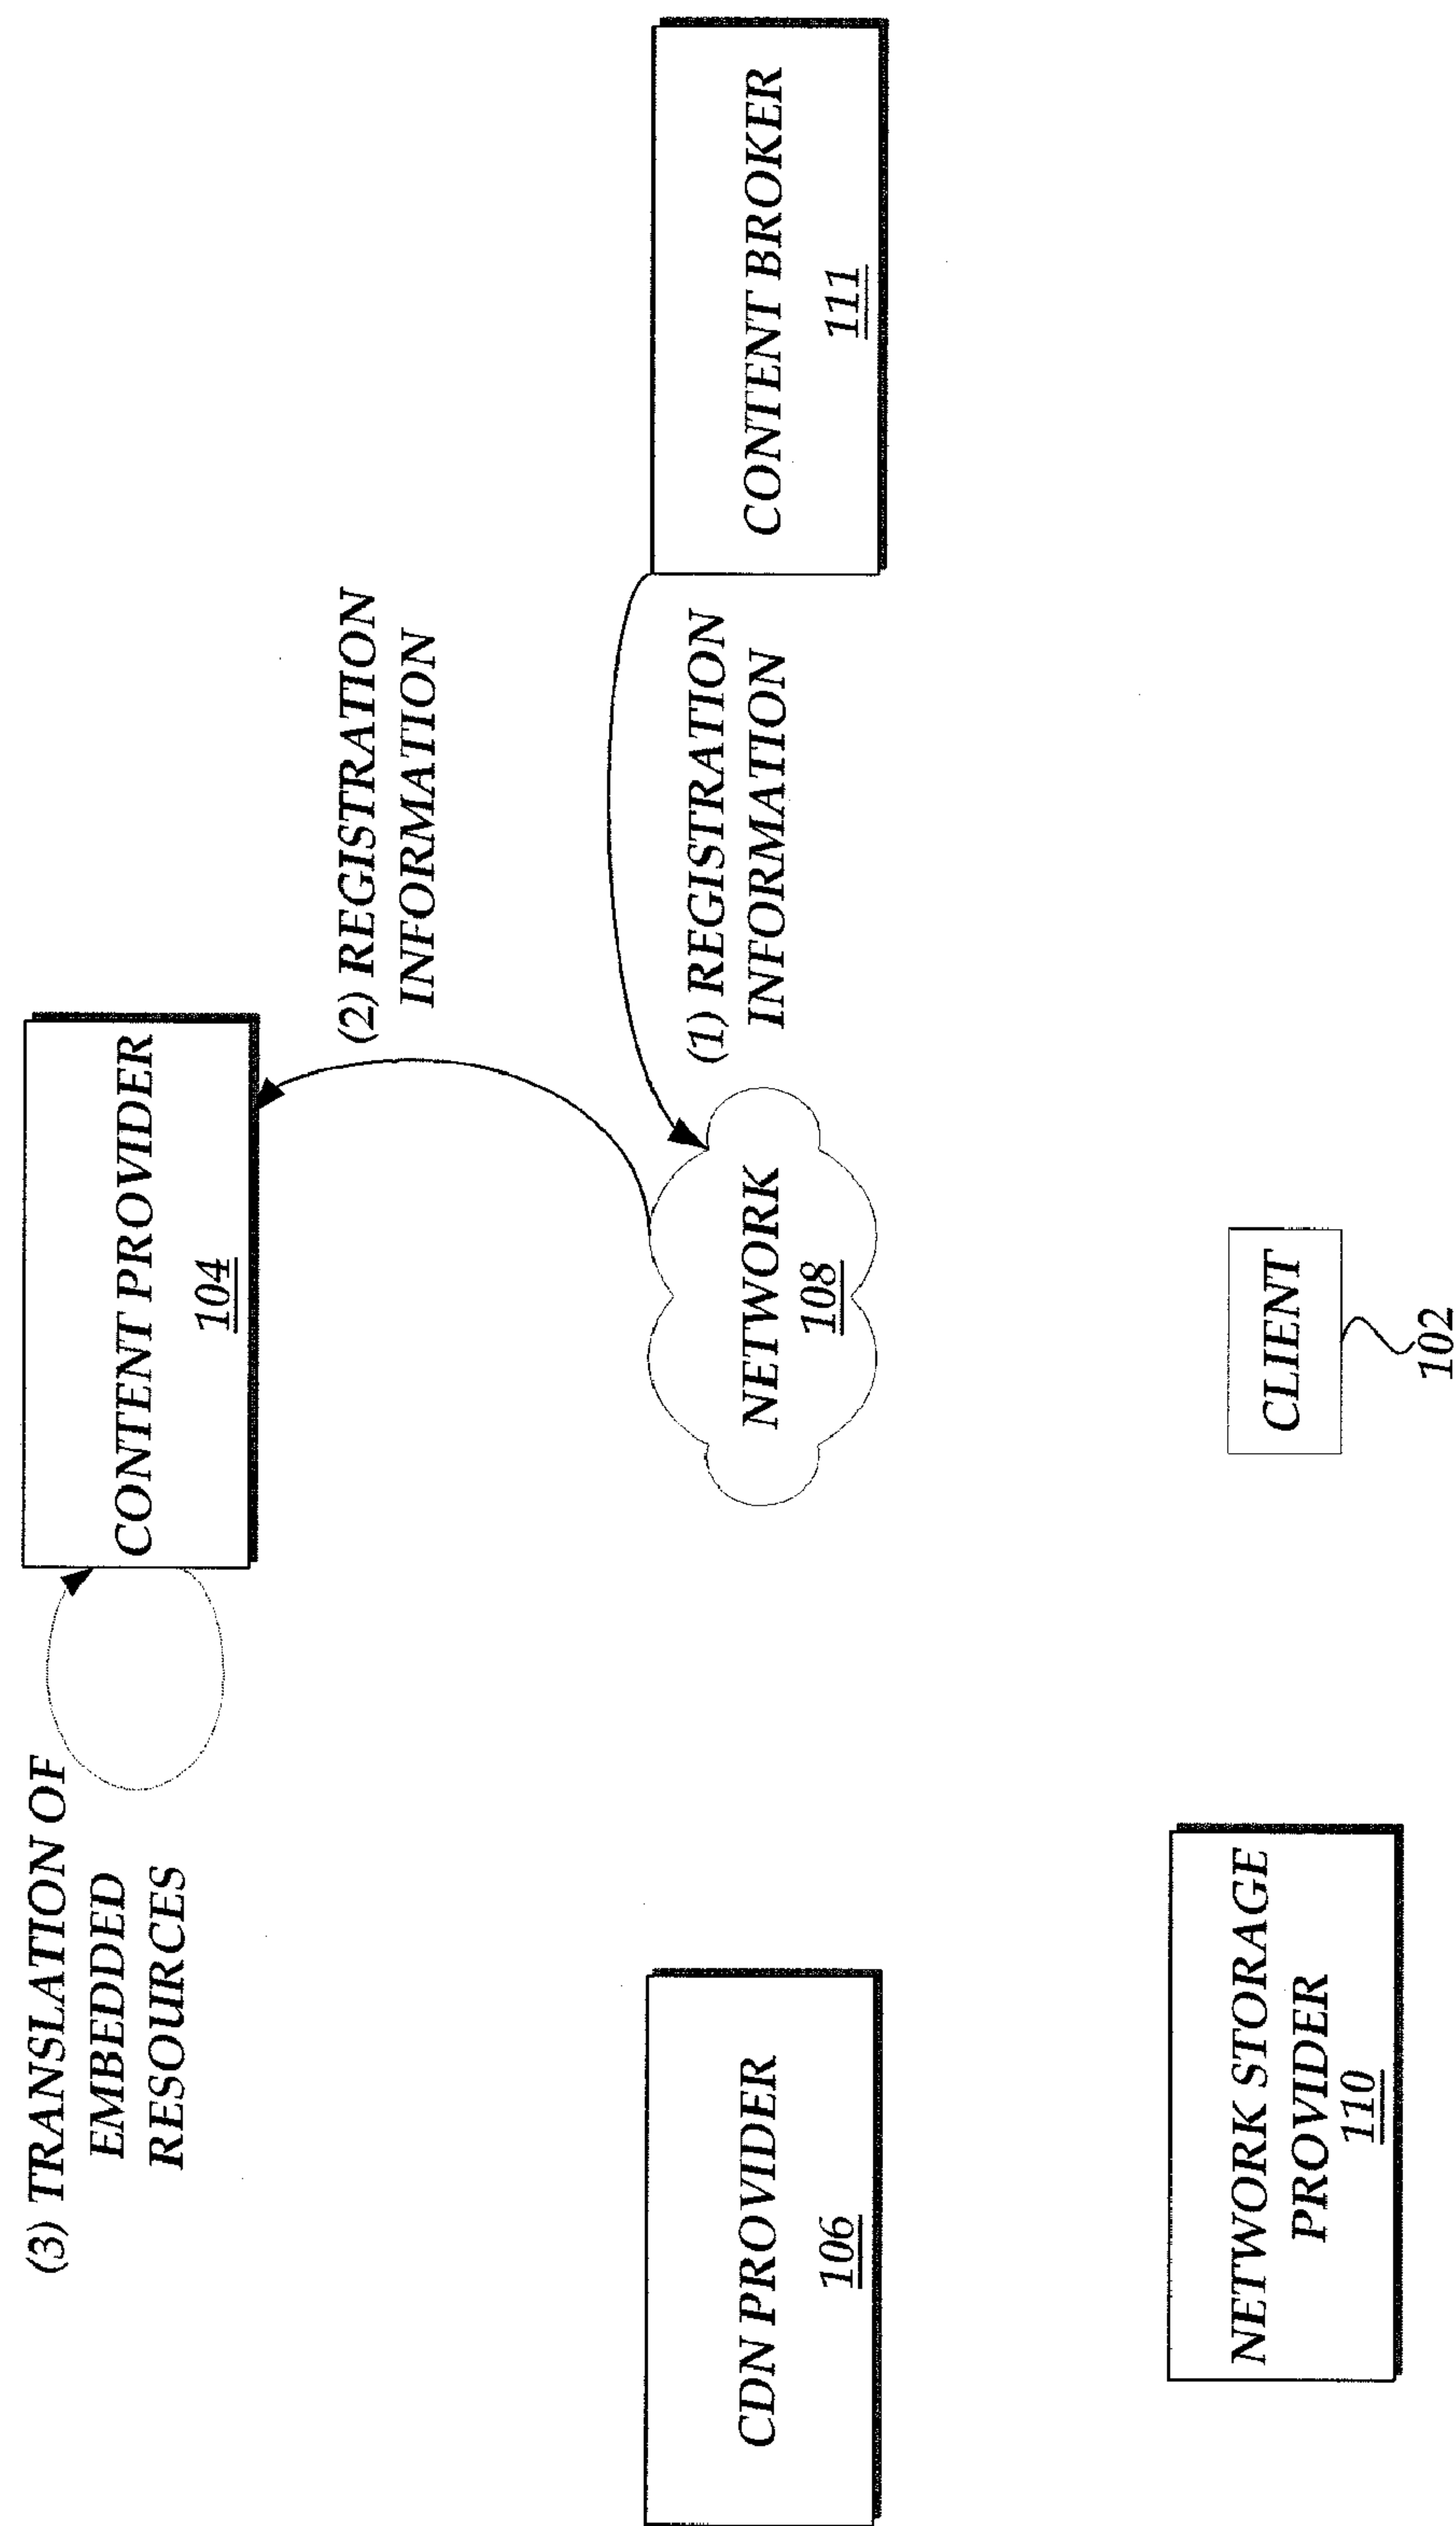 (3) TRANSLATION OF
EMBEDDED
RESOURCES
CONTENT PROVIDER
104
(2) REGISTRATION
INFORMATION
CDN PROVIDER
106
NETWORK
108
(1) REGISTRATION
INFORMATION
CONTENT BROKER
111
NETWORK STORAGE
PROVIDER
110
CLIENT
102